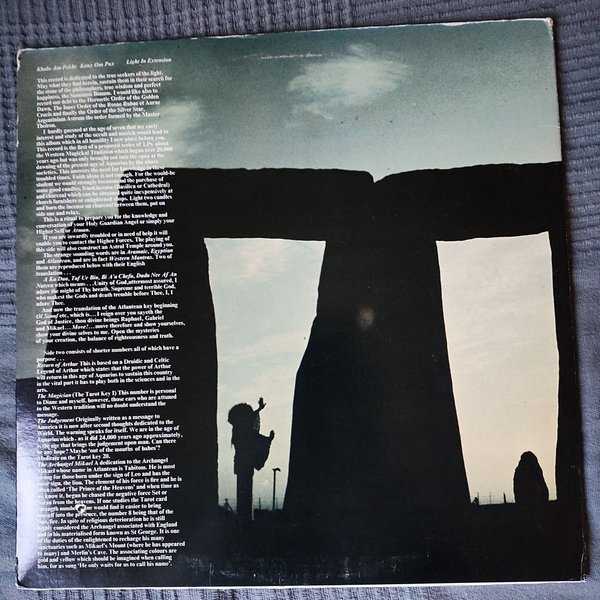 Khabs Am Pekht Konx Om Pax Light In Extension
This record is dedicated to the true seekers of the light.
May what they find herein, sustain them in their search for
the stone of the philosophers, true wisdom and perfect
happiness, the Summum Bonum. I would like also to
record our debt to the Hermetic Order of the Golden
Dawn, The Inner Order of the Roseo Rubae et Aurae
Crucis and finally the Order of the Silver Star,
Argentinium Astrum the order formed by the Master
Therion.
I hardly guessed at the age of seven that my early
interest and study of the occult and music would lead to
this album which in all humility I now place before you.
This record is the first of a proposed series of LPs about
the Western Magickal Tradition which began over 20,000
years ago but was only brought out into the open at the
turning of the present age of Aquarius by the above
societies. This answers the need for knowledge in these
troubled times. Faith alone is not enough. For the would-be
student we would strongly recommend the purchase of
some good candles, frankincense (Basilica or Cathedral)
and charcoal which can be obtained quite inexpensively at
church furnishers or enlightened shops. Light two candles
and burn the incense on charcoal between them, put on
side one and relax.
This is a ritual to prepare you for the knowledge and
conversation of your Holy Guardian Angel or simply your
Higher Self or Atman.
If you are inwardly troubled or in need of help it will
enable you to contact the Higher Forces. The playing of
this side will also construct an Astral Temple around you.
The strange sounding words are in Aramaic, Egyptian
and Atlantean, and are in fact Western Mantras. Two of
them are reproduced below with their English
translation . . .
A Ka Dua, Tuf Ur Biu, Bi A'a Chefu, Dudu Ner Af An
Nuteru which means . . . Unity of God, uttermost assured, I
adore the might of Thy breath. Supreme and terrible God,
who makest the Gods and death tremble before Thee, I, I
adore Thee.
And now the translation of the Atlantean key beginning
Ol Sonuf etc, which is . . . I reign over you sayeth the
God of Justice, thou divine beings Raphael, Gabriel
and Mikael . . . Move! . . . move therefore and show yourselves,
show your divine selves to me. Open the mysteries
of your creation, the balance of righteousness and truth.
Side two consists of shorter numbers all of which have a
purpose . . .
Return of Arthur This is based on a Druidic and Celtic
Legend of Arthur which states that the power of Arthur
will return in this age of Aquarius to sustain this country
in the vital part it has to play both in the sciences and in the
arts.
The Magician (The Tarot Key I) This number is personal
to Diane and myself, however, those ears who are attuned
to the Western tradition will no doubt understand the
message.
The Judgement Originally written as a message to
America it is now after second thoughts dedicated to the
World. The warning speaks for itself. We are in the age of
Aquarius which, as it did 24,000 years ago approximately,
is the age that brings the judgement upon man. Can there
be any hope? Maybe 'out of the mouths of babes'?
Meditate on the Tarot key 20.
The Archangel Mikael A dedication to the Archangel
Mikael whose name in Atlantean is Tabitom. He is most
strong for those born under the sign of Leo and has the
sign, the lion. The element of his force is fire and he is
often called 'The Prince of the Heavens' and when time as
we know it, began he chased the negative force Set or
from the heavens. If one studies the Tarot card
Strength number one would find it easier to bring
himself into the presence, the number 8 being that of the
Sun, fire. In spite of religious deterioration he is still
highly considered the Archangel associated with England
and in his materialised form known as St George. It is one
of the duties of the enlightened to recharge his many
sanctuaries such as Mikael's Mount (where he has appeared
to many) and Merlin's Cave. The associating colours are
gold and yellow which should be imagined when calling
him, for as sung 'He only waits for us to call his name'.